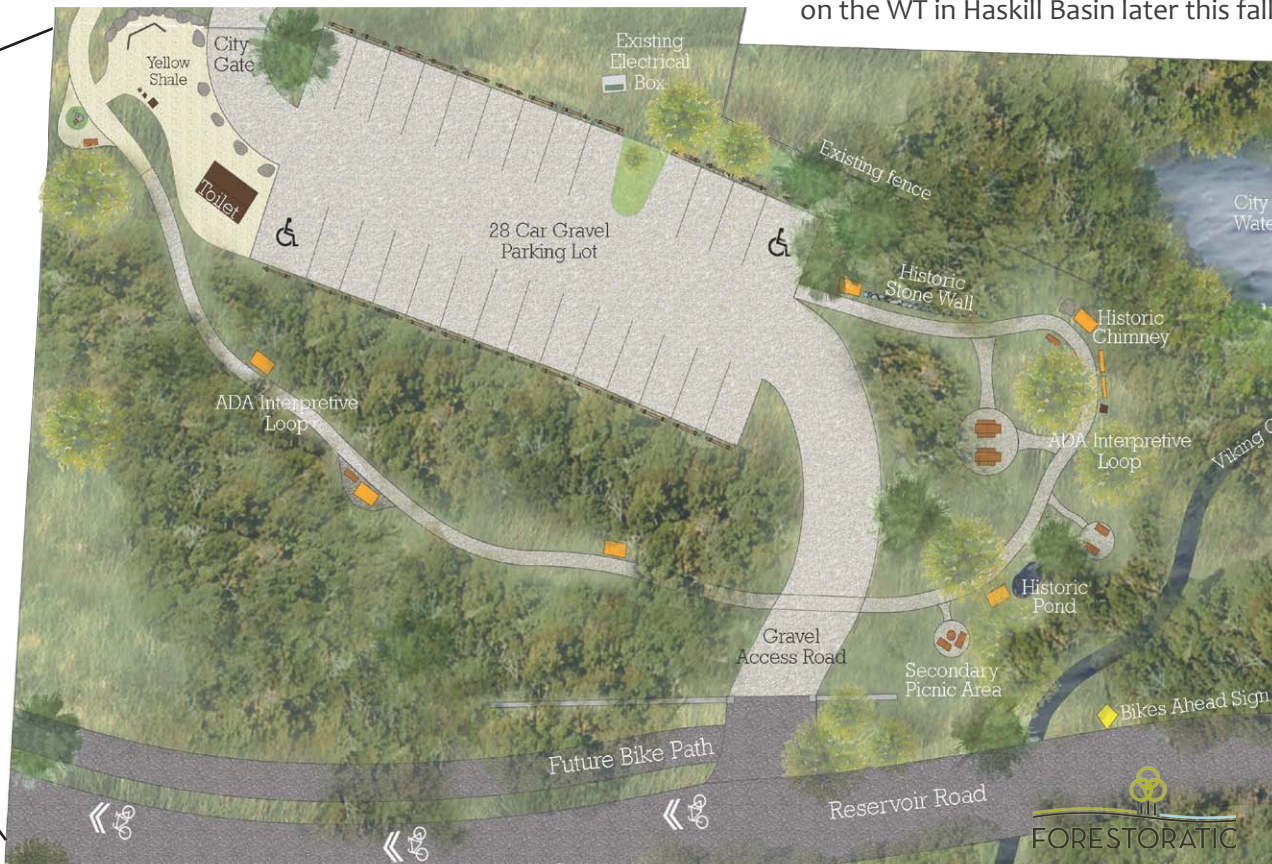 on the WT in Haskill Basin later this fall
City
Gate
Yellow
Shale
Existing
Electrical
Box
Existing fence
City
Toilet
28 Car Gravel
Parking Lot
Historic
Stone Wall
Historic
Chimney
ADA Interpretive
Loop
ADA Interpretive
Loop
Viking
Historic
Pond
Gravel
Access Road
Secondary
Picnic Area
Bikes Ahead Sign
Future Bike Path
Reservoir Road
FORESTORATIC